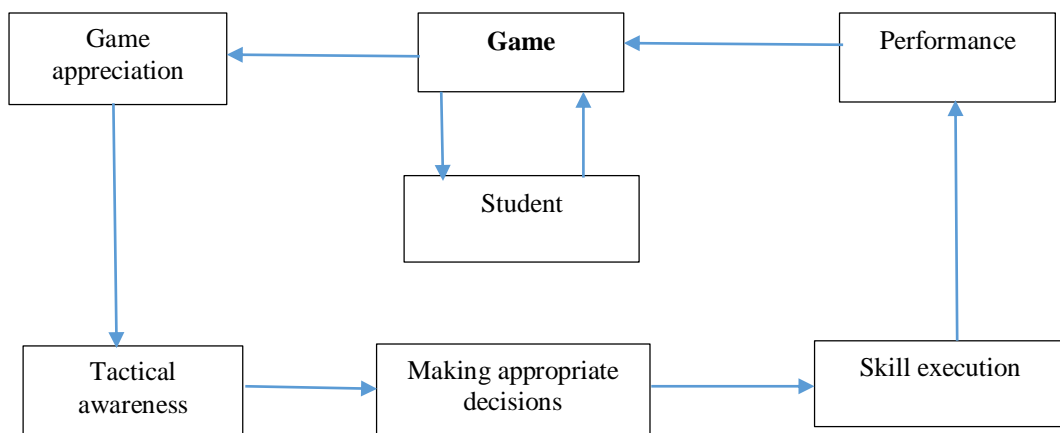 Game
appreciation
Game
Performance
Student
Tactical
awareness
Making appropriate
decisions
Skill execution